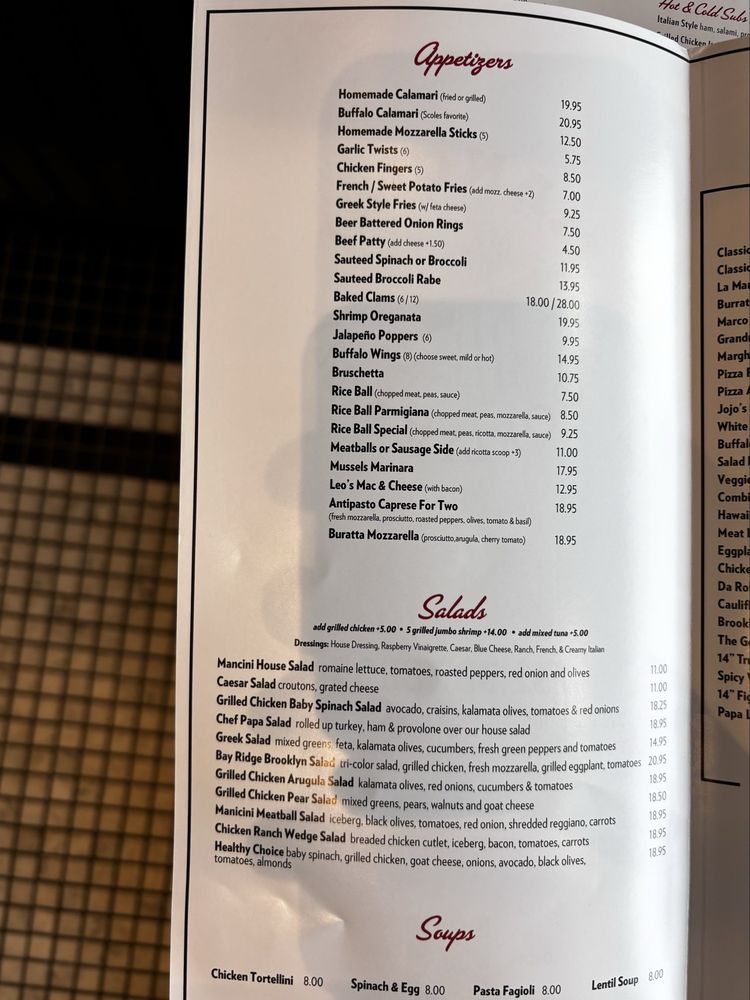 Hot & Cold Subs
Italian Style ham, salami,
Grilled Chicken
Appetizers
Homemade Calamari (fried or grilled) 19.95
Buffalo Calamari (Scoles favorite) 20.95
Homemade Mozzarella Sticks (5) 12.50
Garlic Twists (6) 5.75
Chicken Fingers (5) 8.50
French / Sweet Potato Fries (add mozz. cheese +2) 7.00
Greek Style Fries (w/ feta cheese) 9.25
Beer Battered Onion Rings 7.50
Beef Patty (add cheese +1.50) 4.50
Sauteed Spinach or Broccoli 11.95
Sauteed Broccoli Rabe 13.95
Baked Clams (6 / 12) 18.00 / 28.00
Shrimp Oreganata 19.95
Jalapeño Poppers (6) 9.95
Buffalo Wings (8) (choose sweet, mild or hot) 14.95
Bruschetta 10.75
Rice Ball (chopped meat, peas, sauce) 7.50
Rice Ball Parmigiana (chopped meat, peas, mozzarella, sauce) 8.50
Rice Ball Special (chopped meat, peas, ricotta, mozzarella, sauce) 9.25
Meatballs or Sausage Side (add ricotta scoop +3) 11.00
Mussels Marinara 17.95
Leo's Mac & Cheese (with bacon) 12.95
Antipasto Caprese For Two 18.95
(fresh mozzarella, prosciutto, roasted peppers, olives, tomato & basil)
Buratta Mozzarella (prosciutto,arugula, cherry tomato) 18.95
Salads
add grilled chicken +5.00 • 5 grilled jumbo shrimp +14.00 • add mixed tuna +5.00
Dressings: House Dressing, Raspberry Vinaigrette, Caesar, Blue Cheese, Ranch, French, & Creamy Italian
Mancini House Salad romaine lettuce, tomatoes, roasted peppers, red onion and olives 11.00
Caesar Salad croutons, grated cheese 11.00
Grilled Chicken Baby Spinach Salad avocado, craisins, kalamata olives, tomatoes & red onions 18.25
Chef Papa Salad rolled up turkey, ham & provolone over our house salad 18.95
Greek Salad mixed greens, feta, kalamata olives, cucumbers, fresh green peppers and tomatoes 14.95
Bay Ridge Brooklyn Salad tri-color salad, grilled chicken, fresh mozzarella, grilled eggplant, tomatoes 20.95
Grilled Chicken Arugula Salad kalamata olives, red onions, cucumbers & tomatoes 18.95
Grilled Chicken Pear Salad mixed greens, pears, walnuts and goat cheese 18.50
Manicini Meatball Salad iceberg, black olives, tomatoes, red onion, shredded reggiano, carrots 18.95
Chicken Ranch Wedge Salad breaded chicken cutlet, iceberg, bacon, tomatoes, carrots 18.95
Healthy Choice baby spinach, grilled chicken, goat cheese, onions, avocado, black olives, 18.95
tomatoes, almonds
Soups
Chicken Tortellini 8.00 Spinach & Egg 8.00 Pasta Fagioli 8.00 Lentil Soup 8.00
La
Marco
Pizza
Pizza
Jojo's
White
Salad
Meat
Da
The
14"
Spicy
14"
Papa